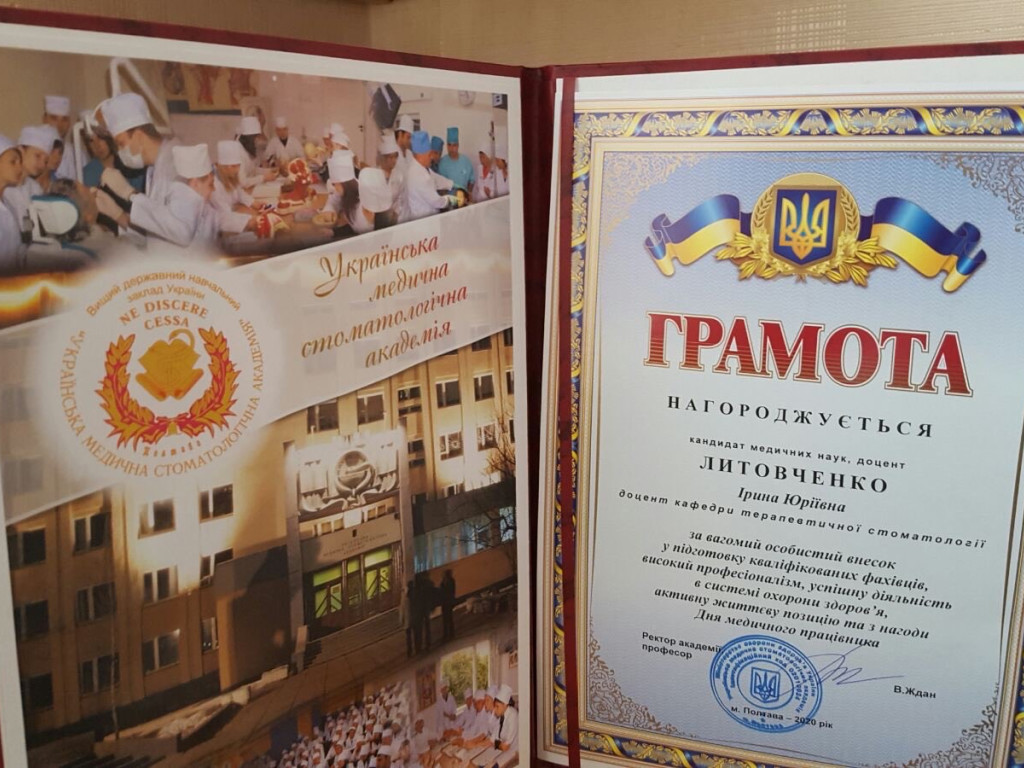 Українська
медична
стоматологічна
академія
Вищий державний навчальний
заклад України
NE DISCERE
CESSA
"УКРАЇНСЬКА МЕДИЧНА СТОМАТОЛОГІЧНА АКАДЕМІЯ"
Полтава
ГРАМОТА
НАГОРОДЖУЄТЬСЯ
кандидат медичних наук, доцент
ЛИТОВЧЕНКО
Ірина Юріївна
доцент кафедри терапевтичної стоматології
за вагомий особистий внесок
у підготовку кваліфікованих фахівців,
високий професіоналізм, успішну діяльність
в системі охорони здоров'я,
активну життєву позицію та з нагоди
Дня медичного працівника
Ректор академії
професор
В.Ждан
м. Полтава – 2020 рік